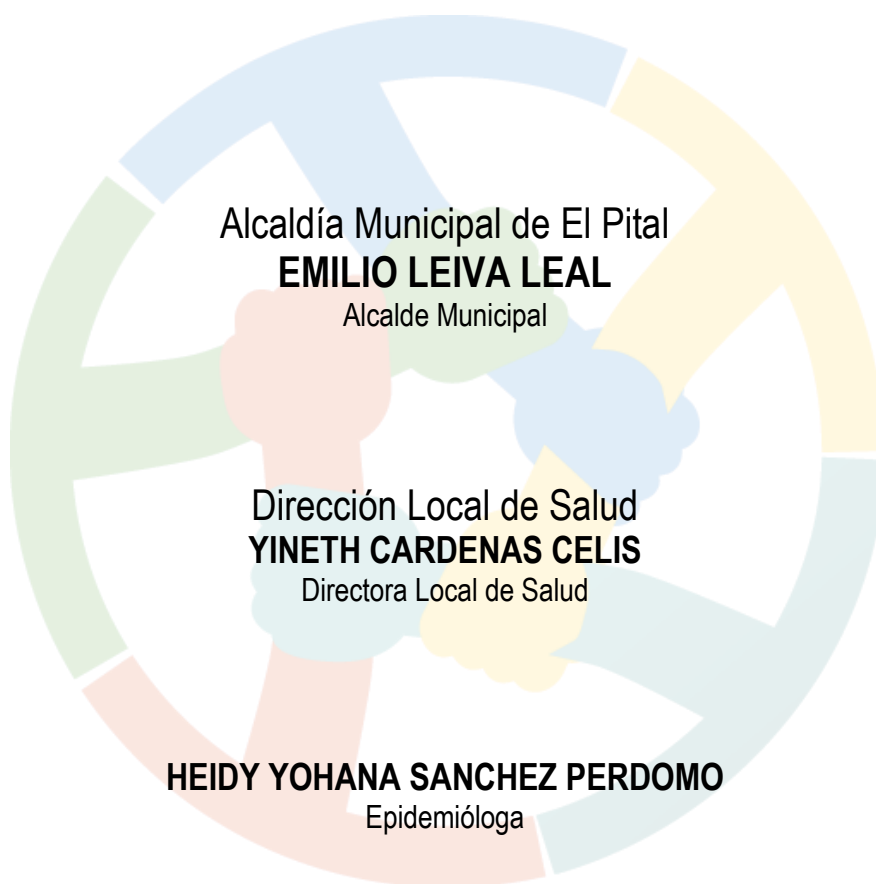 Alcaldía Municipal de El Pital
EMILIO LEIVA LEAL
Alcalde Municipal
Dirección Local de Salud
YINETH CARDENAS CELIS
Directora Local de Salud
HEIDY YOHANA SANCHEZ PERDOMO
Epidemióloga